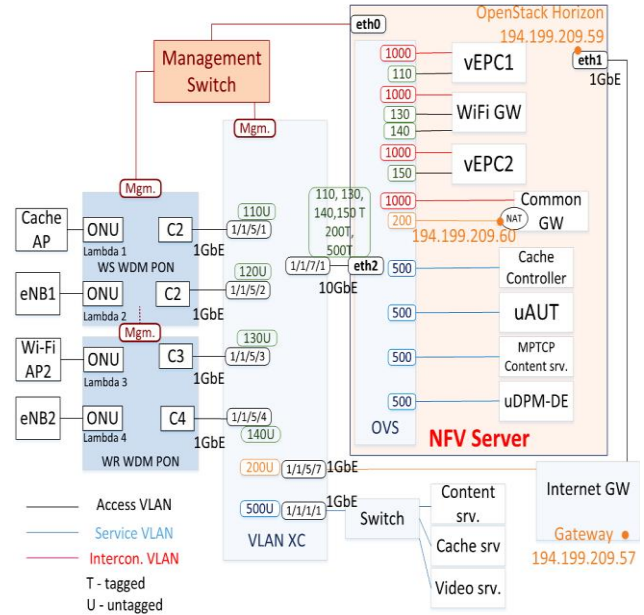 OpenStack Horizon
194.199.209.59
eth0
eth1
1GbE
Management
Switch
Mgm.
1000
vEPC1
110
1000
WiFi GW
130
140
1000
vEPC2
150
1000
Common
GW
200
NAT
194.199.209.60
110, 130,
140,150 T
200T,
500T
1/1/7/1
eth2
10GbE
500
Cache
Controller
500
uAUT
500
MPTCP
Content srv.
500
uDPM-DE
OVS
NFV Server
Mgm.
Cache
AP
ONU
C2
110U
1/1/5/1
Lambda 1
1GbE
WS WDM PON
eNB1
ONU
C2
120U
1/1/5/2
Lambda 2
1GbE
Mgm.
Wi-Fi
AP2
ONU
C3
130U
1/1/5/3
Lambda 3
1GbE
eNB2
ONU
C4
1/1/5/4
140U
Lambda 4
1GbE
WR WDM PON
200U
1/1/5/7
1GbE
500U
1/1/1/1
1GbE
VLAN XC
Switch
Content
srv.
Cache srv
Video srv.
Internet GW
Gateway
194.199.209.57
Access VLAN
Service VLAN
Intercon. VLAN
T - tagged
U - untagged